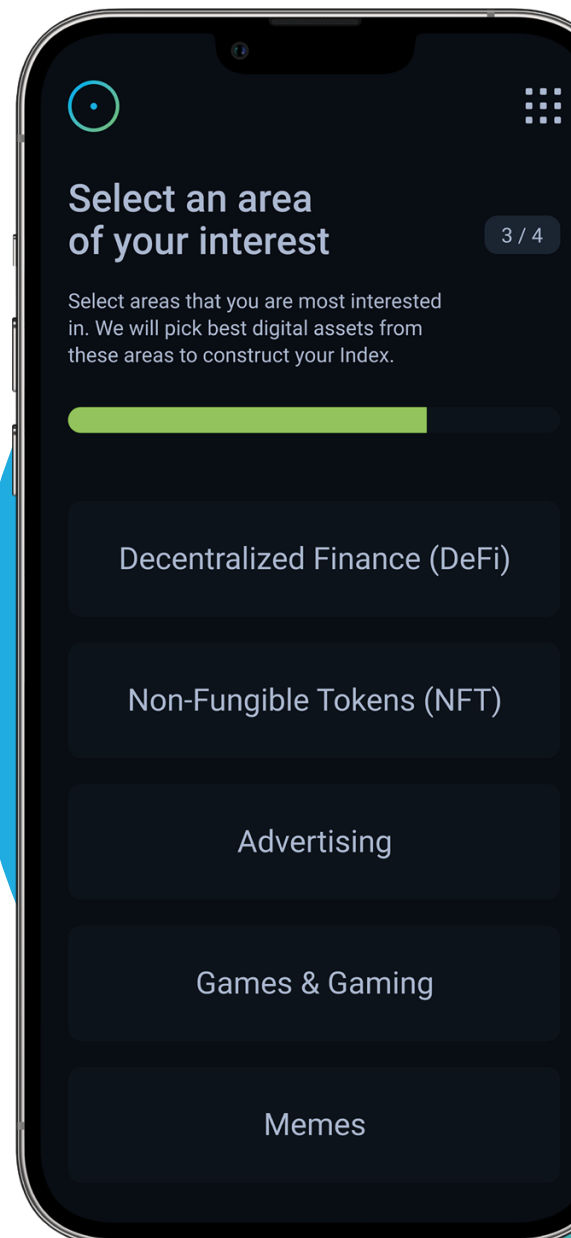 Select an area
of your interest
3 / 4
Select areas that you are most interested
in. We will pick best digital assets from
these areas to construct your Index.
Decentralized Finance (DeFi)
Non-Fungible Tokens (NFT)
Advertising
Games & Gaming
Memes